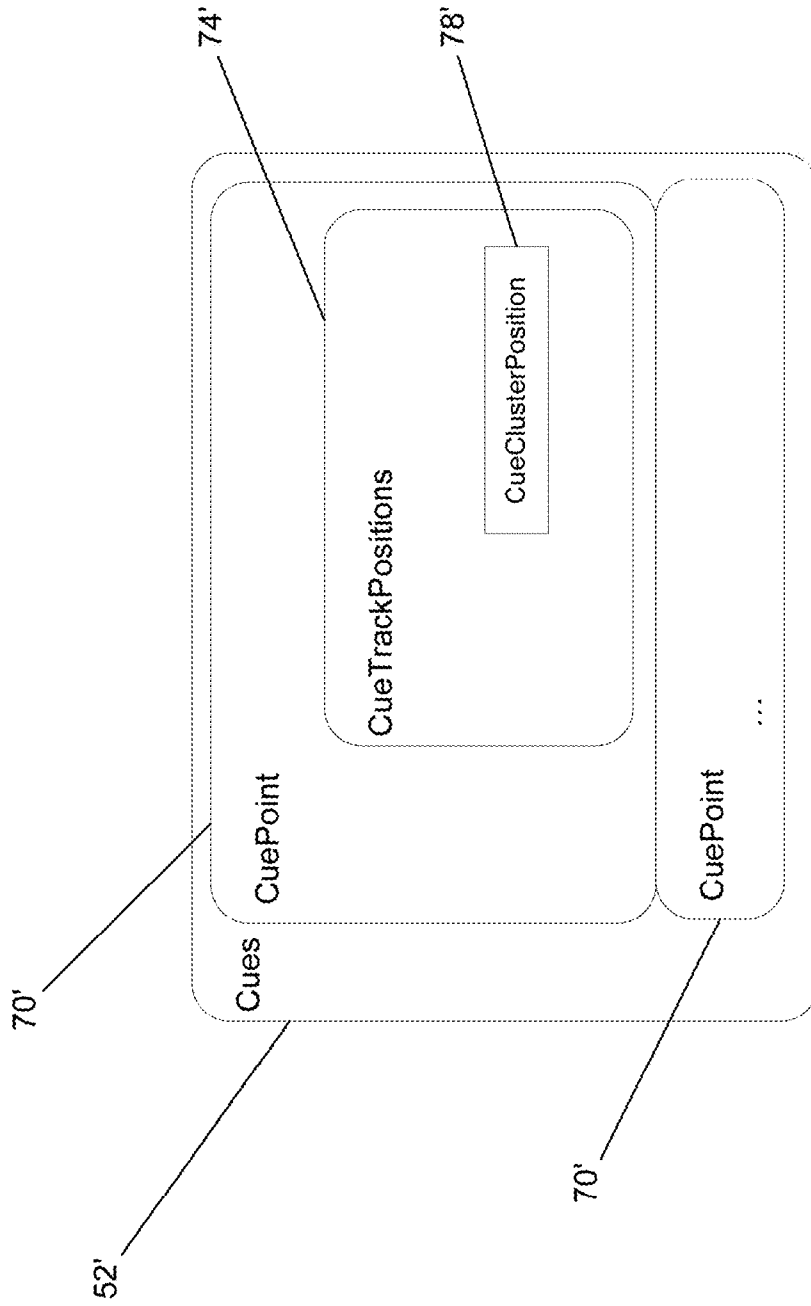 52'
Cues
70'
CuePoint
74'
CueTrackPositions
78'
CueClusterPosition
70'
CuePoint
...